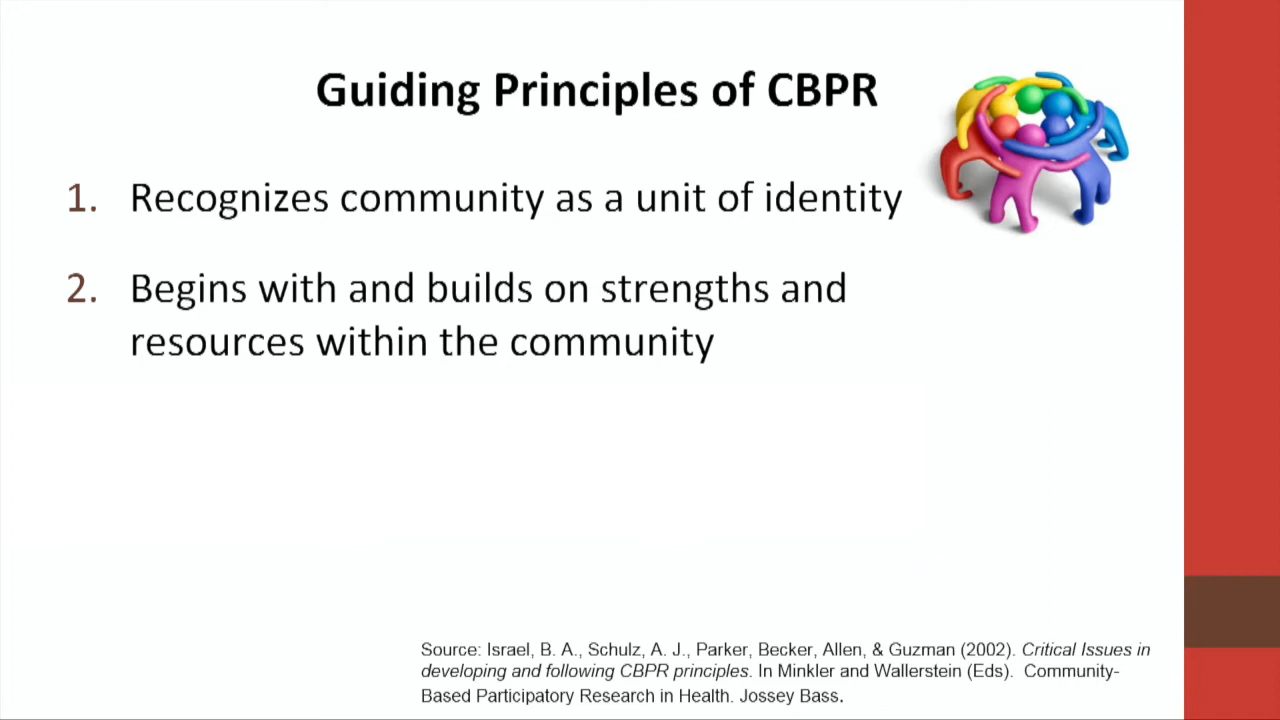 Guiding Principles of CBPR
1. Recognizes community as a unit of identity
2. Begins with and builds on strengths and
resources within the community
Source: Israel, B. A., Schulz, A. J., Parker, Becker, Allen, & Guzman (2002). Critical Issues in
developing and following CBPR principles. In Minkler and Wallerstein (Eds). Community-
Based Participatory Research in Health. Jossey Bass.